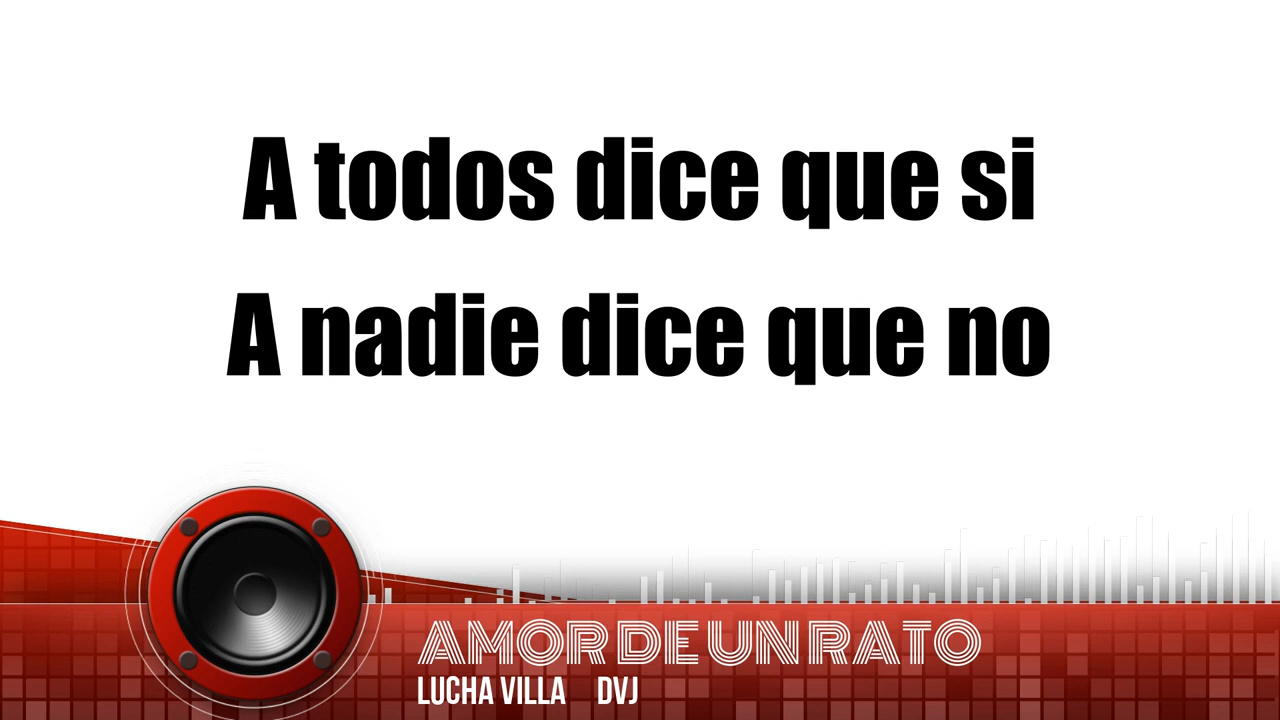 A todos dice que si
A nadie dice que no
AMOR DE UN RATO
LUCHA VILLA DVJ